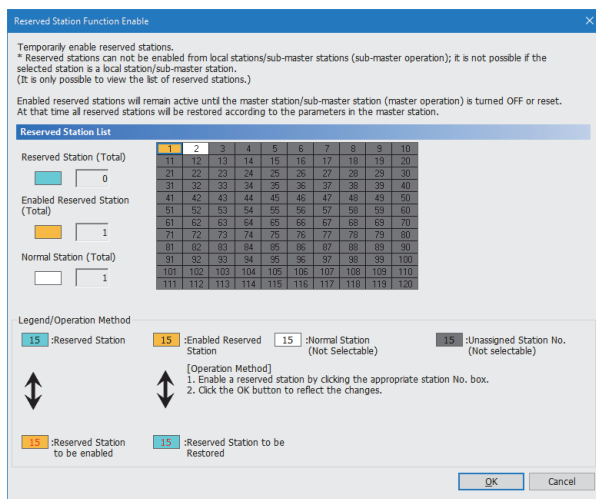 Reserved Station Function Enable
Temporarily enable reserved stations.
* Reserved stations can not be enabled from local stations/sub-master stations (sub-master operation); it is not possible if the
selected station is a local station/sub-master station.
(It is only possible to view the list of reserved stations.)
Enabled reserved stations will remain active until the master station/sub-master station (master operation) is turned OFF or reset.
At that time all reserved stations will be restored according to the parameters in the master station.
Reserved Station List
Reserved Station (Total)
0
Enabled Reserved Station
(Total)
1
Normal Station (Total)
1
1 2 3 4 5 6 7 8 9 10
11 12 13 14 15 16 17 18 19 20
21 22 23 24 25 26 27 28 29 30
31 32 33 34 35 36 37 38 39 40
41 42 43 44 45 46 47 48 49 50
51 52 53 54 55 56 57 58 59 60
61 62 63 64 65 66 67 68 69 70
71 72 73 74 75 76 77 78 79 80
81 82 83 84 85 86 87 88 89 90
91 92 93 94 95 96 97 98 99 100
101 102 103 104 105 106 107 108 109 110
111 112 113 114 115 116 117 118 119 120
Legend/Operation Method
15 :Reserved Station
15 :Enabled Reserved
Station
15 :Normal Station
(Not Selectable)
15 :Unassigned Station No.
(Not selectable)
[Operation Method]
1. Enable a reserved station by clicking the appropriate station No. box.
2. Click the OK button to reflect the changes.
15 :Reserved Station
to be enabled
15 :Reserved Station to be
Restored
OK
Cancel